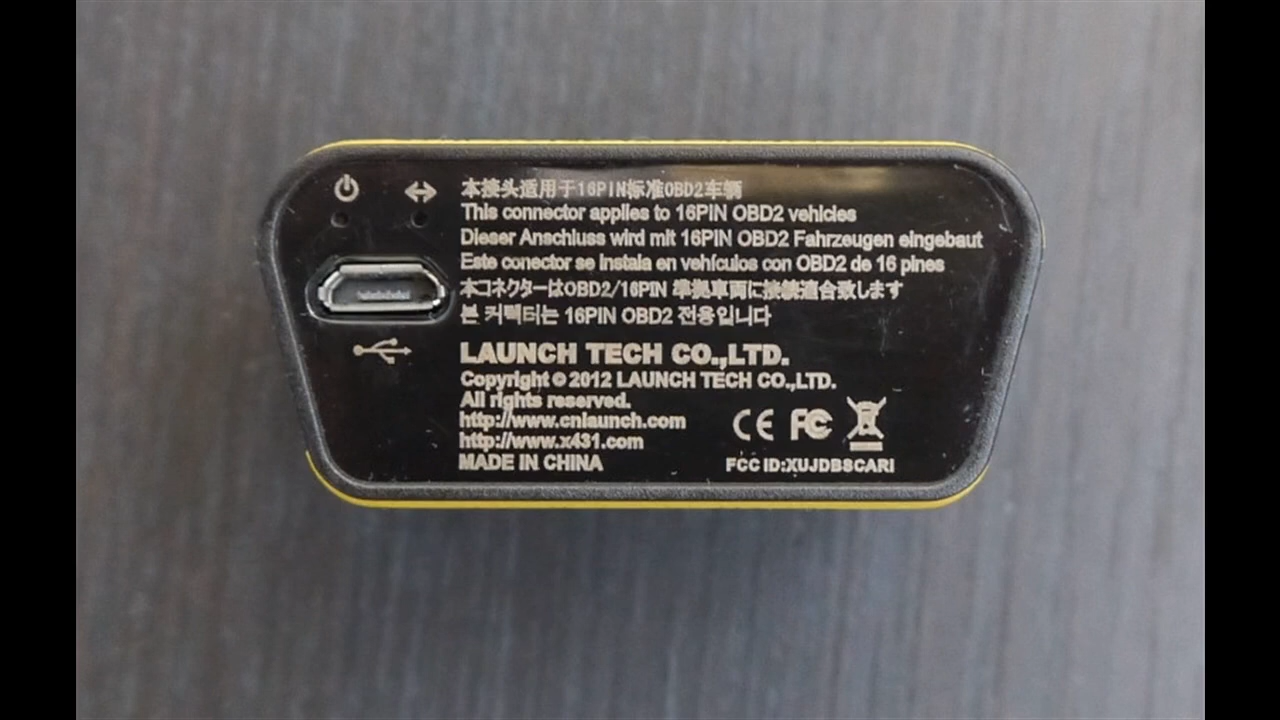 本接头适用于16PIN标准OBD2车辆
This connector applies to 16PIN OBD2 vehicles
Dieser Anschluss wird mit 16PIN OBD2 Fahrzeugen eingebaut
Este conector se instala en vehículos con OBD2 de 16 pines
本コネクターはOBD2/16PIN 準拠車両に接続適合致します
본 커텍터는 16PIN OBD2 전용입니다
LAUNCH TECH CO.,LTD.
Copyright © 2012 LAUNCH TECH CO.,LTD.
All rights reserved.
http://www.cnlaunch.com
http://www.x431.com
MADE IN CHINA
CE FC
FCC ID:XUJDBSCARI